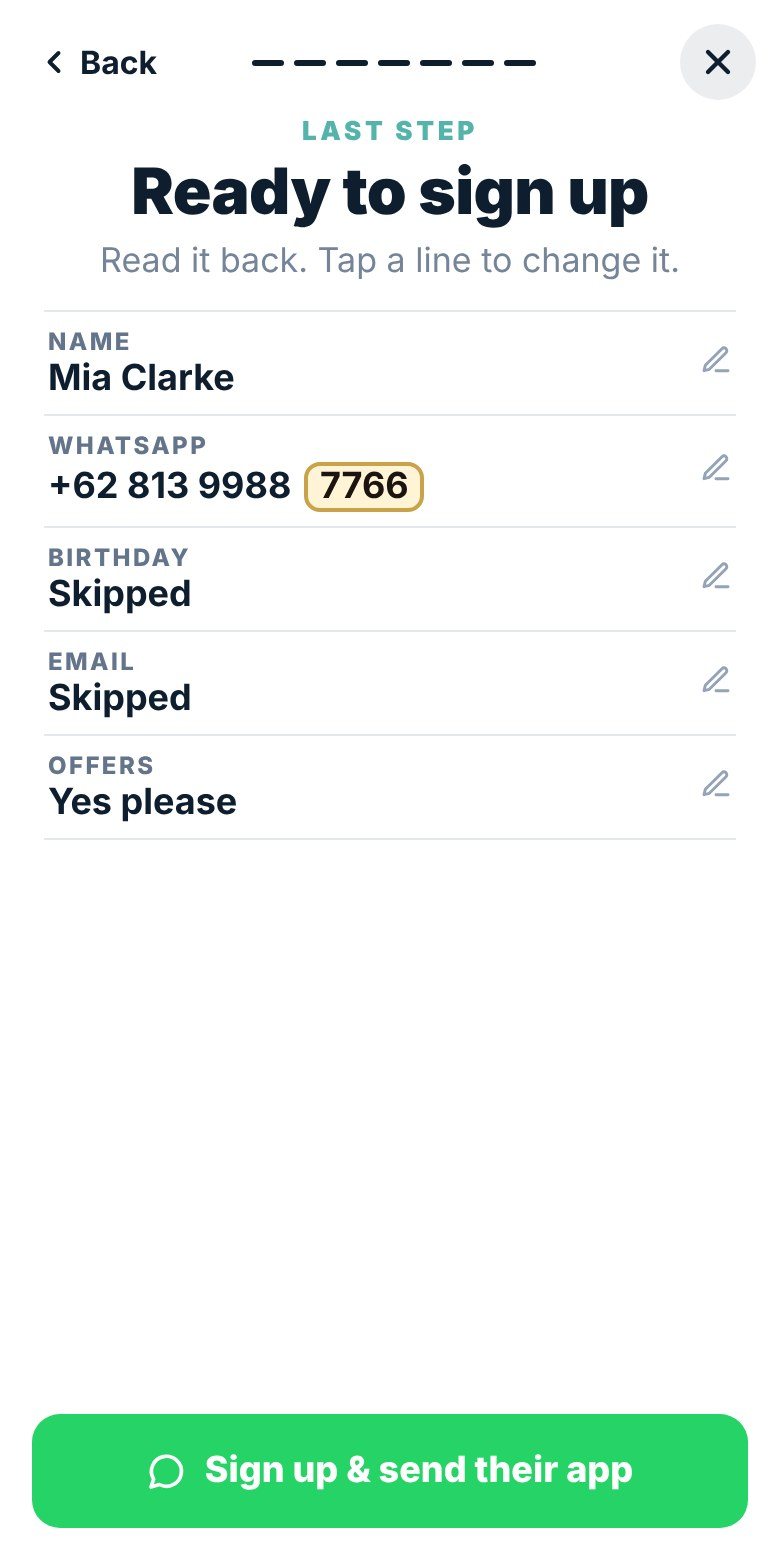 Back
LAST STEP
Ready to sign up
Read it back. Tap a line to change it.
NAME
Mia Clarke
WHATSAPP
+62 813 9988 7766
BIRTHDAY
Skipped
EMAIL
Skipped
OFFERS
Yes please
Sign up & send their app